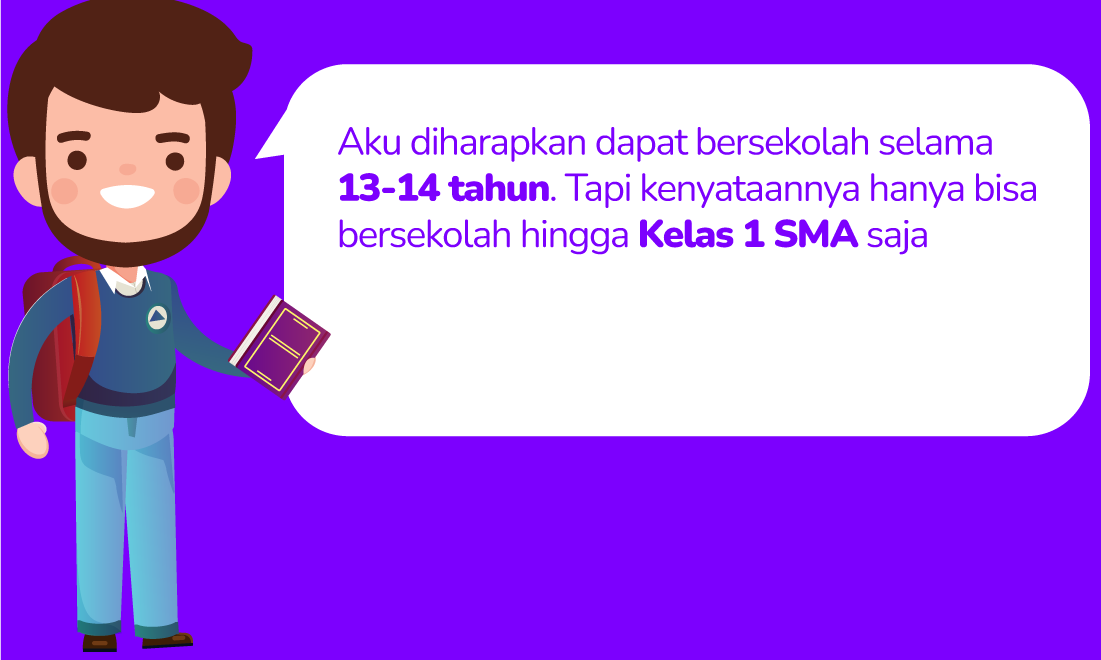 Aku diharapkan dapat bersekolah selama
13-14 tahun. Tapi kenyataannya hanya bisa
bersekolah hingga Kelas 1 SMA saja